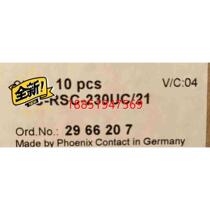 全新!
10 pcs
V/C:04
-RSC-230UC/21
18851947369
Ord.No.: 29 66 20 7
Made by Phoenix Contact in Germany